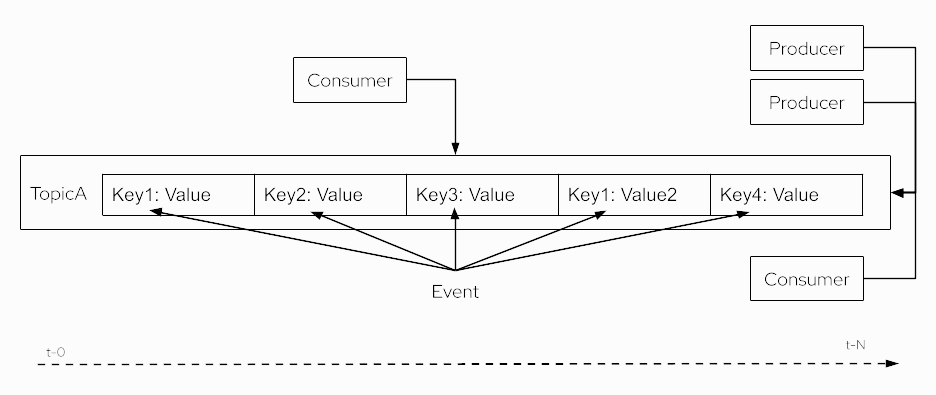 Producer
Consumer
Producer
TopicA
Key1: Value
Key2: Value
Key3: Value
Key1: Value2
Key4: Value
Consumer
Event
t-0
t-N